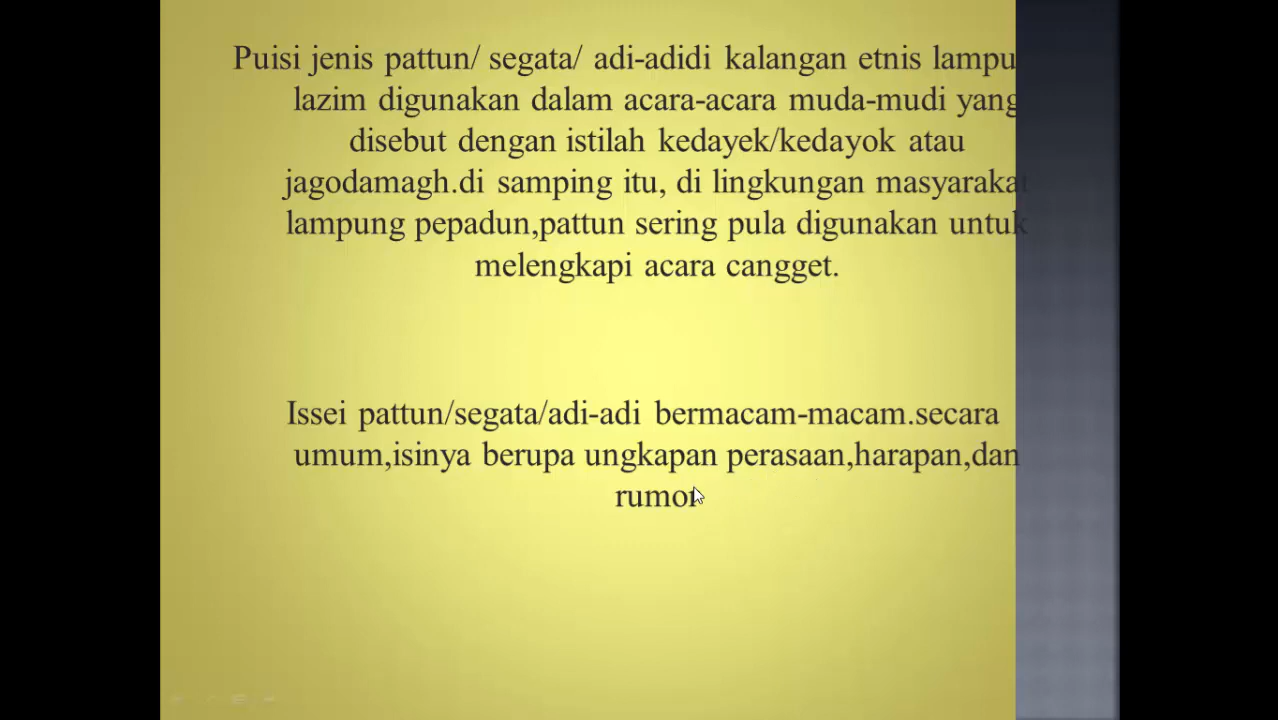 Puisi jenis pattun/ segata/ adi-adidi kalangan etnis lampu
lazim digunakan dalam acara-acara muda-mudi yang
disebut dengan istilah kedayek/kedayok atau
jagodamagh.di samping itu, di lingkungan masyarakat
lampung pepadun,pattun sering pula digunakan untuk
melengkapi acara cangget.
Issei pattun/segata/adi-adi bermacam-macam.secara
umum,isinya berupa ungkapan perasaan,harapan,dan
rumor